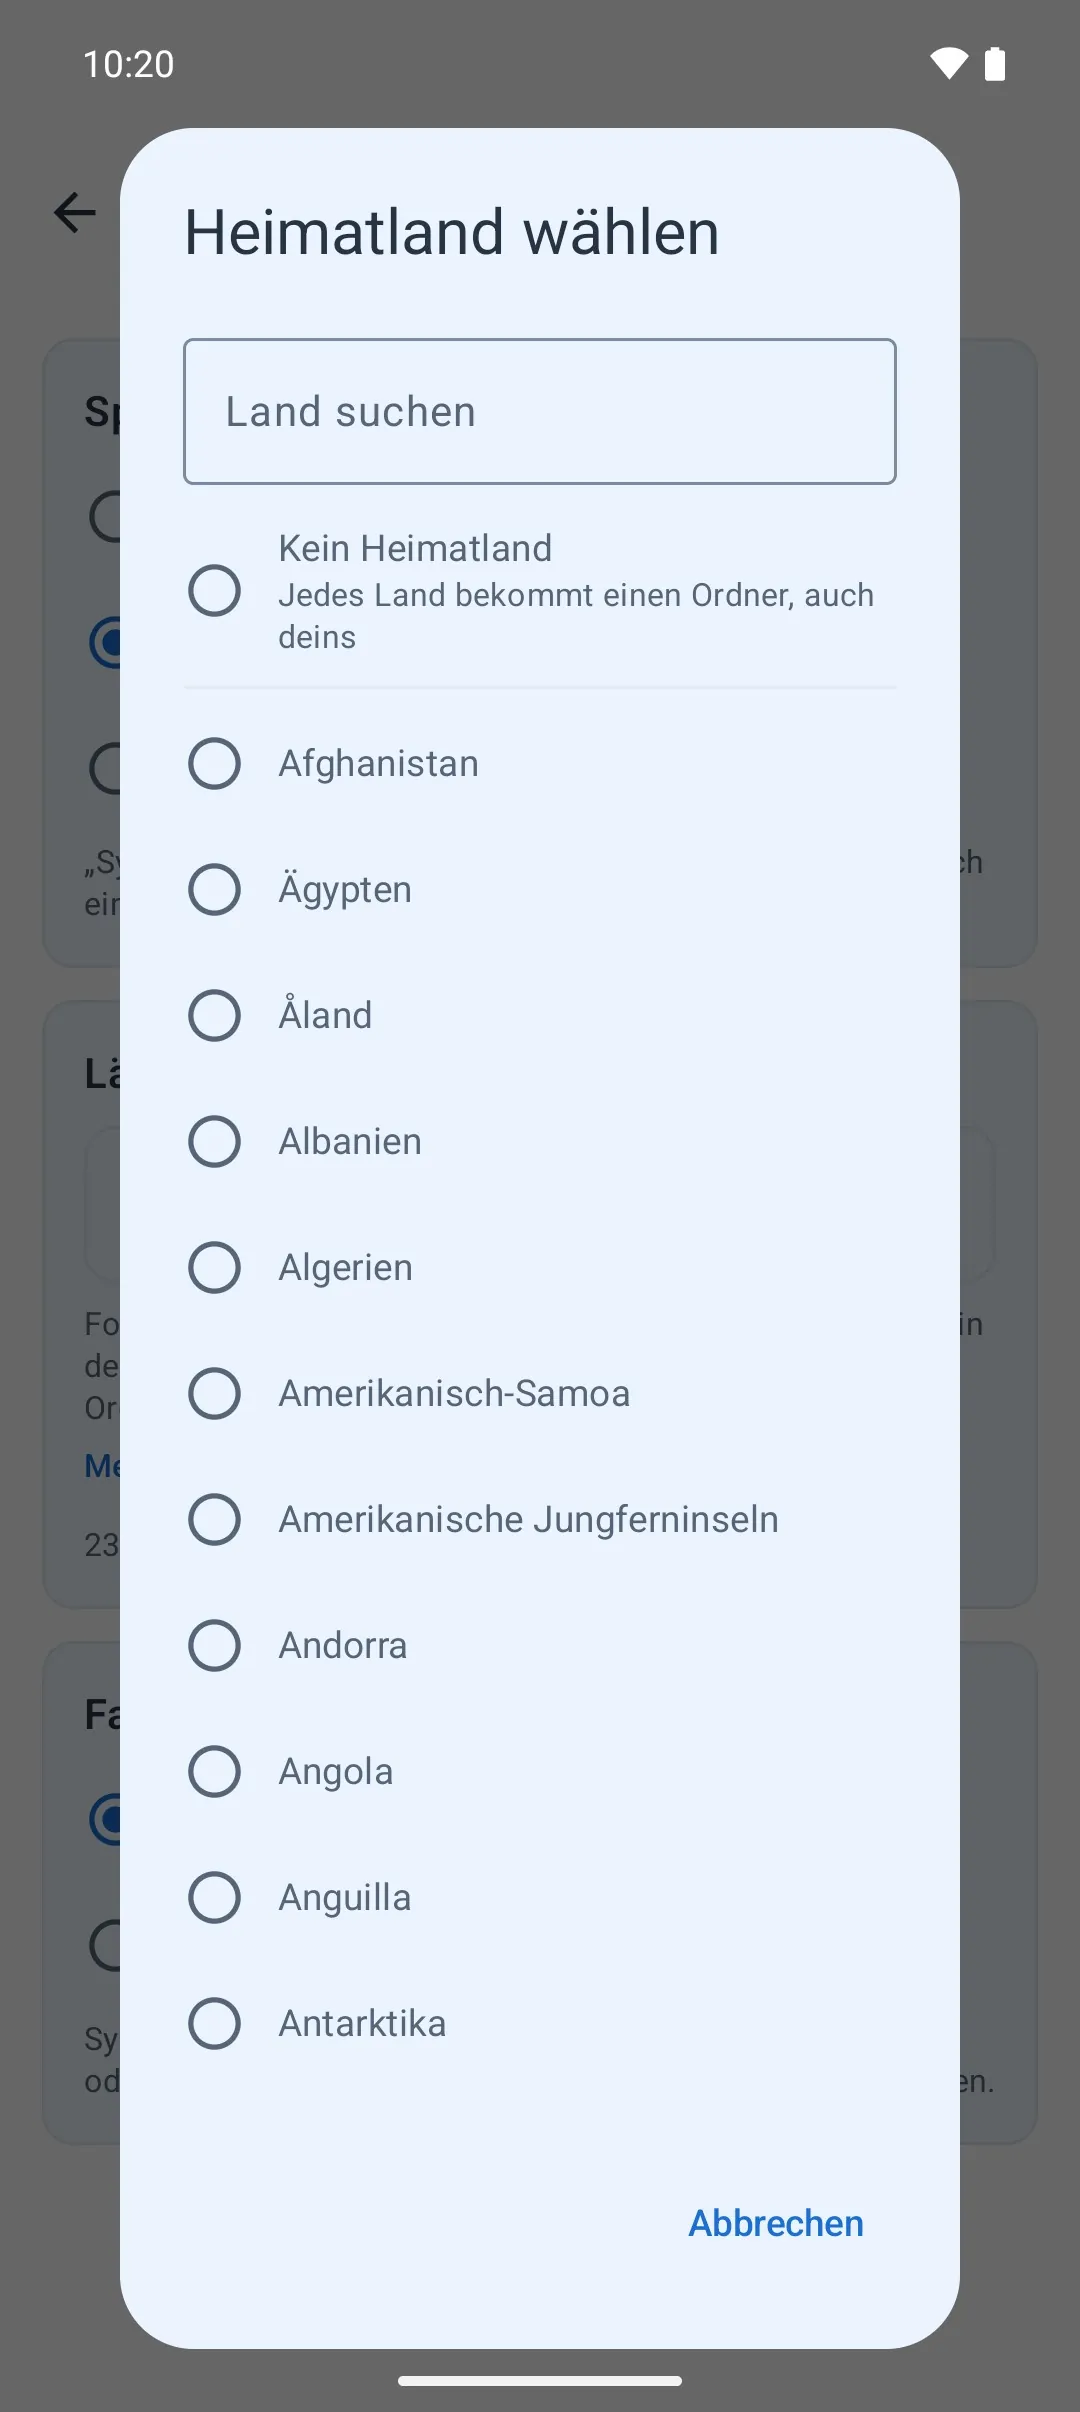 10:20
Heimatland wählen
Land suchen
Kein Heimatland
Jedes Land bekommt einen Ordner, auch
deins
Afghanistan
Ägypten
Åland
Albanien
Algerien
Amerikanisch-Samoa
Amerikanische Jungferninseln
Andorra
Angola
Anguilla
Antarktika
Abbrechen